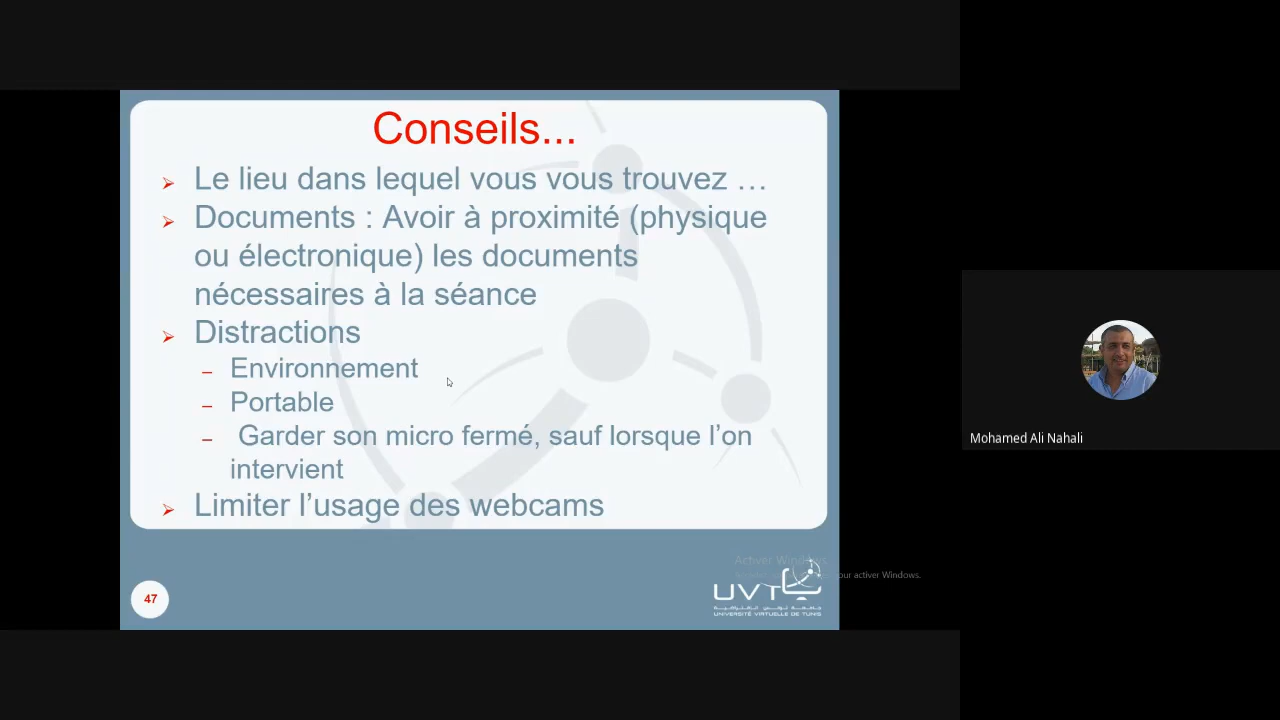 Conseils...
Le lieu dans lequel vous vous trouvez …
Documents : Avoir à proximité (physique
ou électronique) les documents
nécessaires à la séance
Distractions
– Environnement
– Portable
– Garder son micro fermé, sauf lorsque l’on
intervient
Limiter l’usage des webcams
Mohamed Ali Nahali
Activer Windows
pour activer Windows.
47
UVT
UNIVERSITÉ VIRTUELLE DE TUNIS